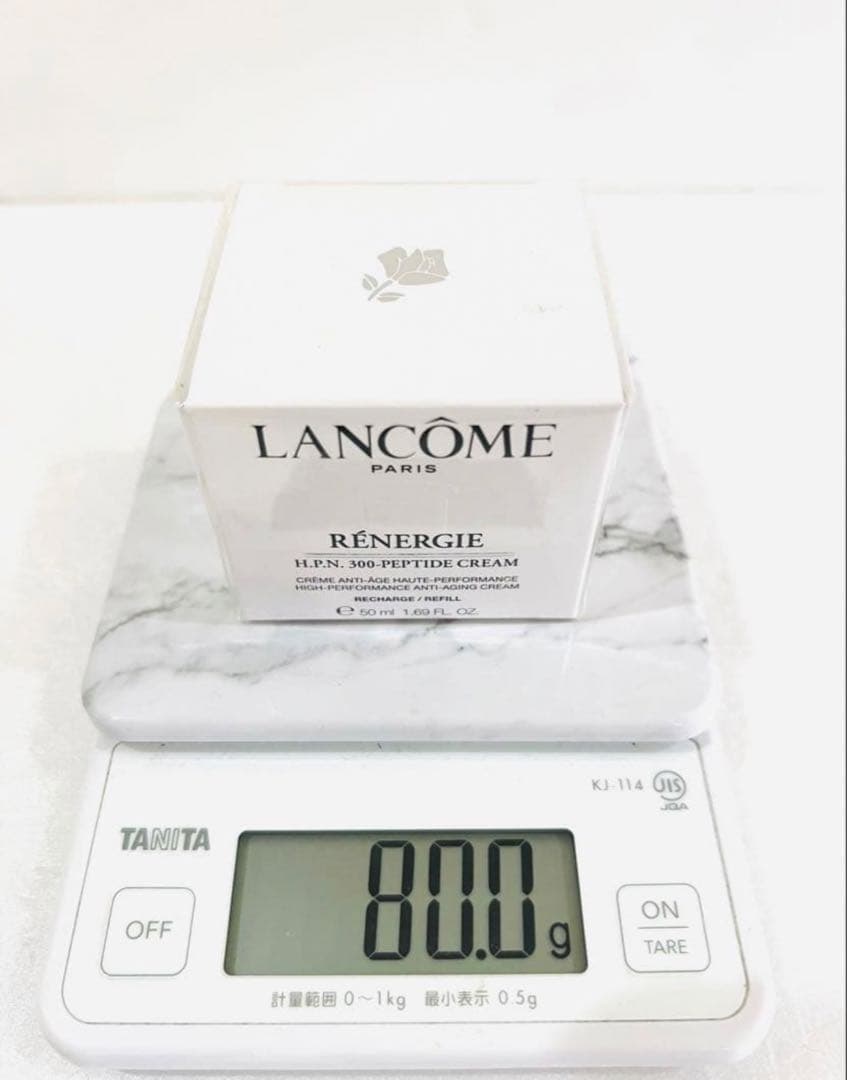 LANCÔME
PARIS
RÉNERGIE
H.P.N. 300-PEPTIDE CREAM
CRÈME ANTI-ÂGE HAUTE-PERFORMANCE
HIGH-PERFORMANCE ANTI-AGING CREAM
RECHARGE / REFILL
℮ 50 ml 1.69 FL. OZ.
KJ-114 JIS
JQA
TANITA
80.0g
OFF
ON
TARE
計量範囲 0～1kg 最小表示 0.5g